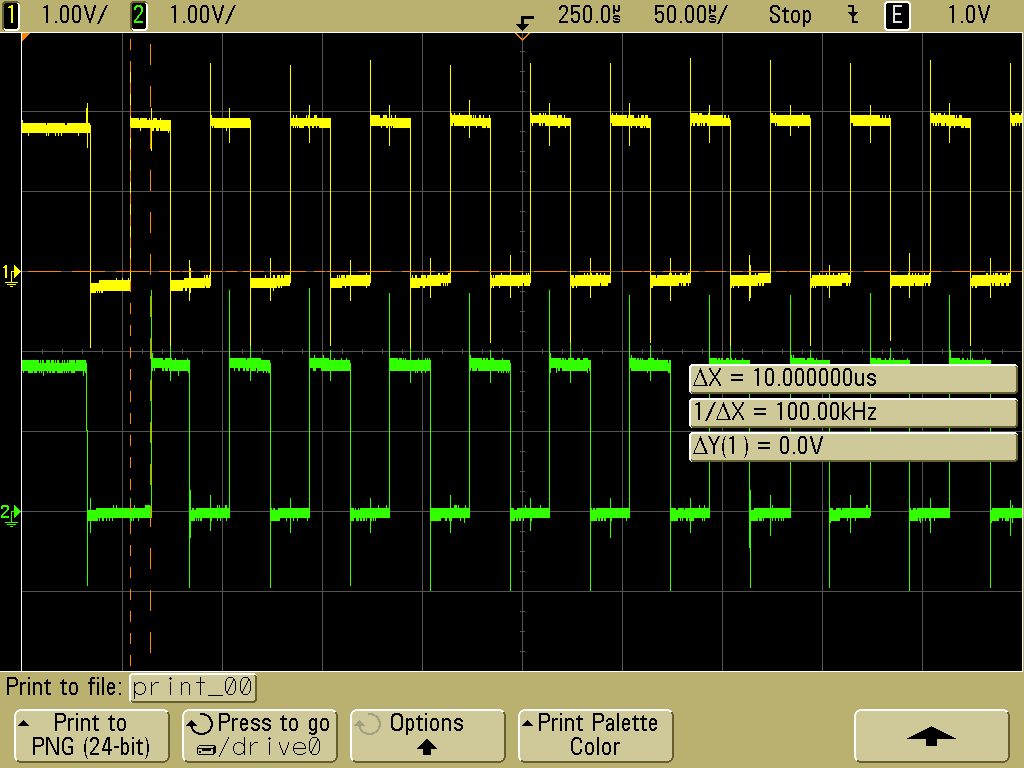 1 1.00V/ 2 1.00V/ 250.0µs 50.00µs/ Stop E 1.0V
1
ΔX = 10.000000us
1/ΔX = 100.00kHz
ΔY(1) = 0.0V
2
Print to file: print_00
Print to
PNG (24-bit)
Press to go
/drive0
Options
Print Palette
Color